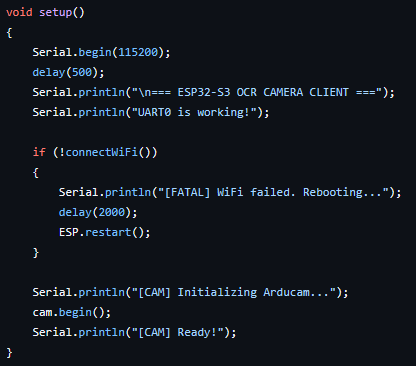 void setup()
{
    Serial.begin(115200);
    delay(500);
    Serial.println("\n=== ESP32-S3 OCR CAMERA CLIENT ===");
    Serial.println("UART0 is working!");

    if (!connectWiFi())
    {
        Serial.println("[FATAL] WiFi failed. Rebooting...");
        delay(2000);
        ESP.restart();
    }

    Serial.println("[CAM] Initializing Arducam...");
    cam.begin();
    Serial.println("[CAM] Ready!");
}